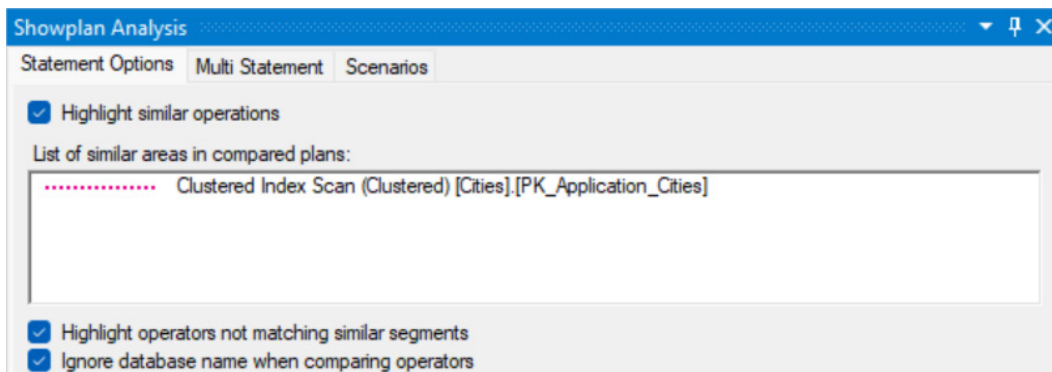 Showplan Analysis
Statement Options Multi Statement Scenarios
Highlight similar operations
List of similar areas in compared plans:
Clustered Index Scan (Clustered) [Cities].[PK_Application_Cities]
Highlight operators not matching similar segments
Ignore database name when comparing operators